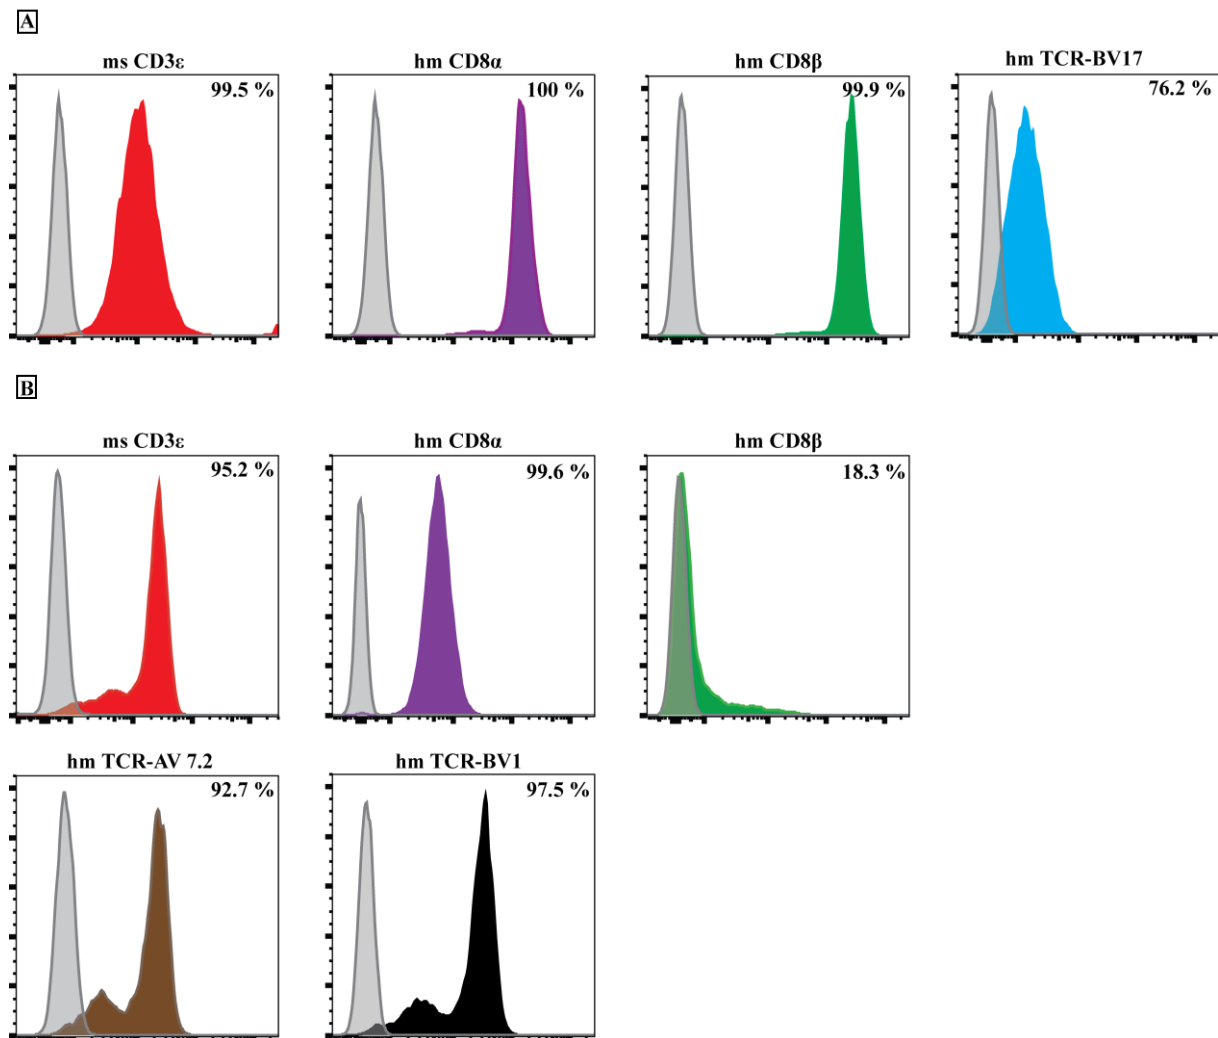 A
ms CD3ε
99.5 %
hm CD8α
100 %
hm CD8β
99.9 %
hm TCR-BV17
76.2 %
B
ms CD3ε
95.2 %
hm CD8α
99.6 %
hm CD8β
18.3 %
hm TCR-AV 7.2
92.7 %
hm TCR-BV1
97.5 %